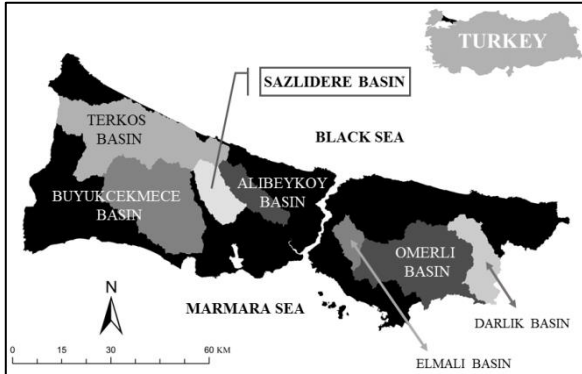 TURKEY
SAZLIDERE BASIN
TERKOS
BASIN
BLACK SEA
ALIBEYKOY
BASIN
BUYUKCEKMECE
BASIN
OMERLI
BASIN
N
MARMARA SEA
DARLIK BASIN
0 15 30 60 KM
ELMALI BASIN